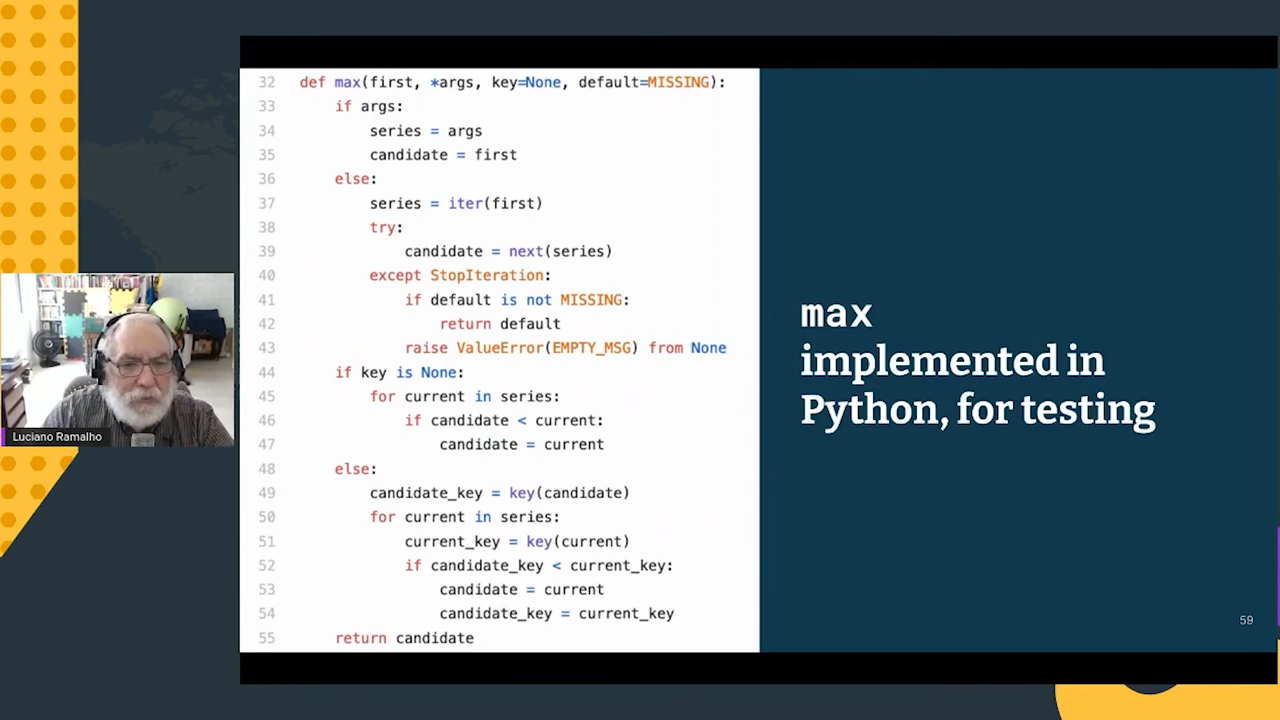 32 def max(first, *args, key=None, default=MISSING):
33     if args:
34         series = args
35         candidate = first
36     else:
37         series = iter(first)
38         try:
39             candidate = next(series)
40         except StopIteration:
41             if default is not MISSING:
42                 return default
43             raise ValueError(EMPTY_MSG) from None
44     if key is None:
45         for current in series:
46             if candidate < current:
47                 candidate = current
48     else:
49         candidate_key = key(candidate)
50         for current in series:
51             current_key = key(current)
52             if candidate_key < current_key:
53                 candidate = current
54                 candidate_key = current_key
55     return candidate
max
implemented in
Python, for testing
59
Luciano Ramalho